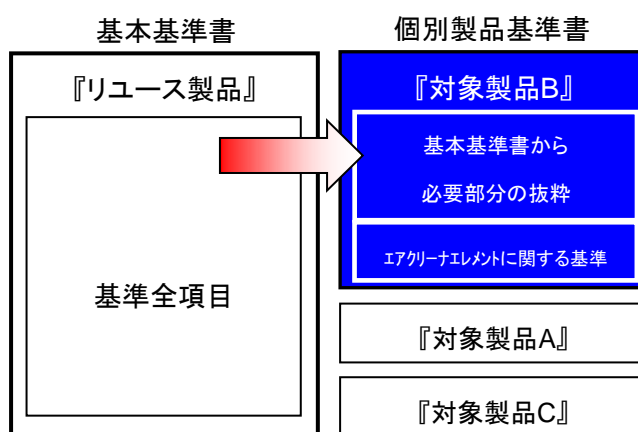 基本基準書
『リユース製品』
基準全項目
個別製品基準書
『対象製品B』
基本基準書から
必要部分の抜粋
エアクリーナエレメントに関する基準
『対象製品A』
『対象製品C』